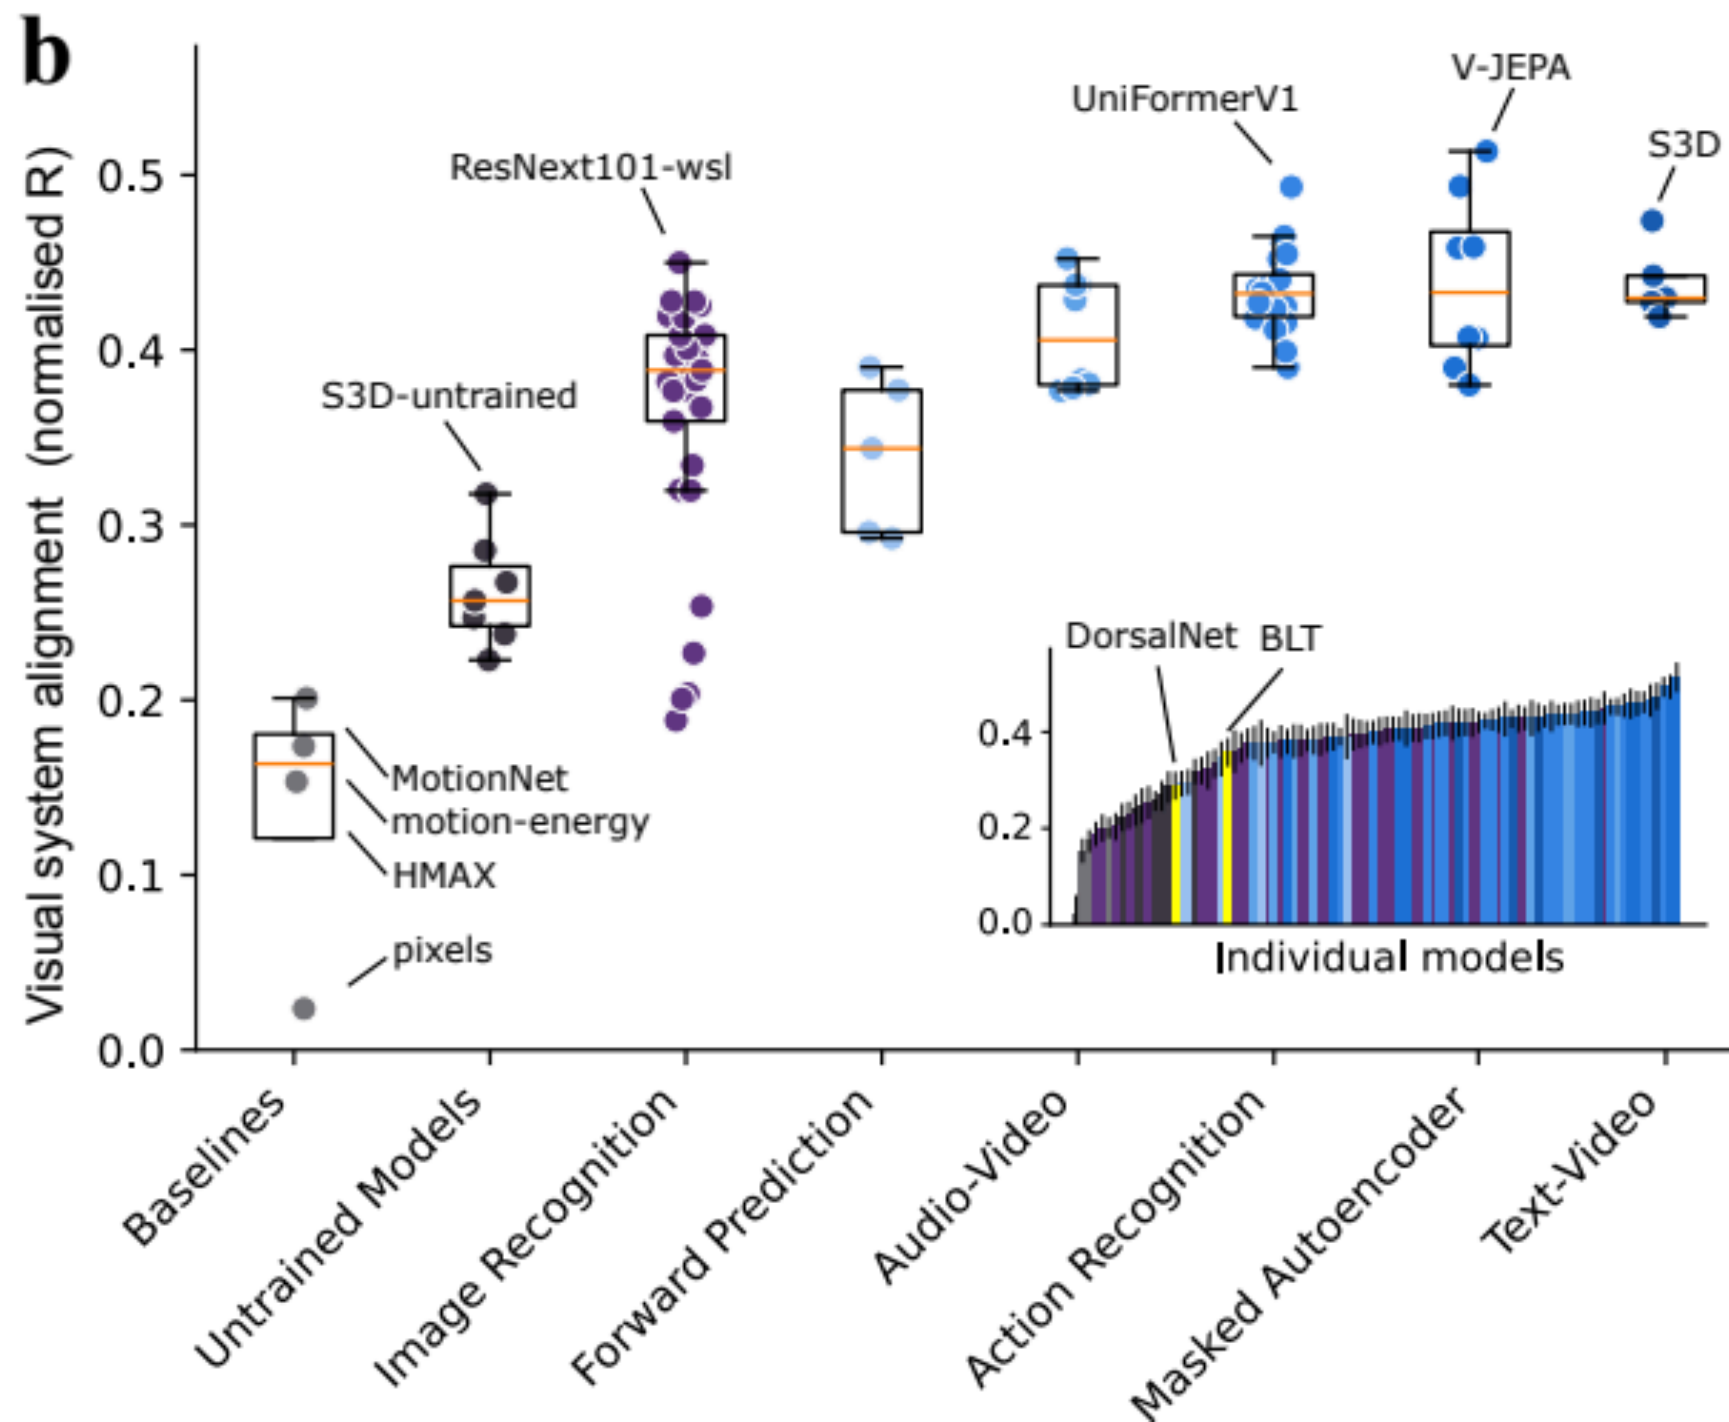 b
Visual system alignment (normalised R)
0.5
0.4
0.3
0.2
0.1
0.0
S3D-untrained
ResNext101-wsl
UniFormerV1
V-JEPA
S3D
MotionNet
motion-energy
HMAX
pixels
DorsalNet
BLT
0.4
0.2
0.0
Individual models
Baselines
Untrained Models
Image Recognition
Forward Prediction
Audio-Video
Action Recognition
Masked Autoencoder
Text-Video